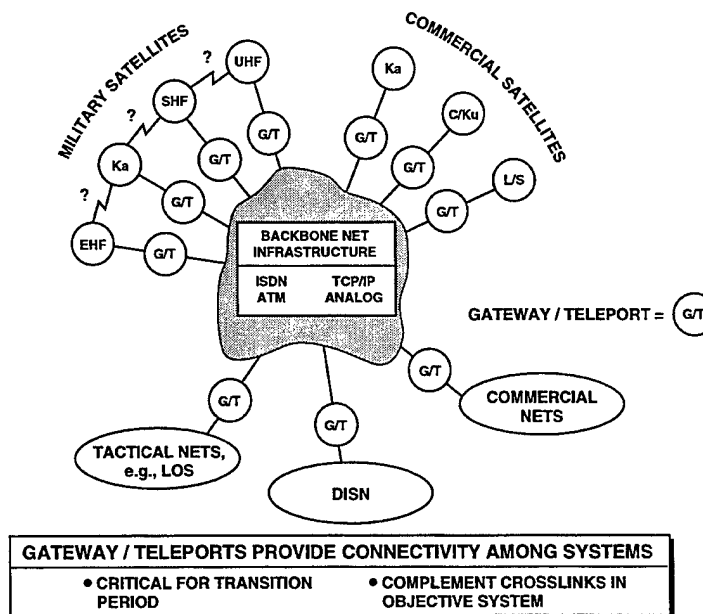 MILITARY SATELLITES
COMMERCIAL SATELLITES
?
UHF
?
SHF
?
Ka
EHF
G/T
G/T
G/T
G/T
Ka
G/T
C/Ku
G/T
L/S
G/T
BACKBONE NET
INFRASTRUCTURE
ISDN TCP/IP
ATM ANALOG
GATEWAY / TELEPORT = G/T
G/T
G/T
G/T
COMMERCIAL
NETS
TACTICAL NETS,
e.g., LOS
DISN
GATEWAY / TELEPORTS PROVIDE CONNECTIVITY AMONG SYSTEMS
• CRITICAL FOR TRANSITION
PERIOD
• COMPLEMENT CROSSLINKS IN
OBJECTIVE SYSTEM